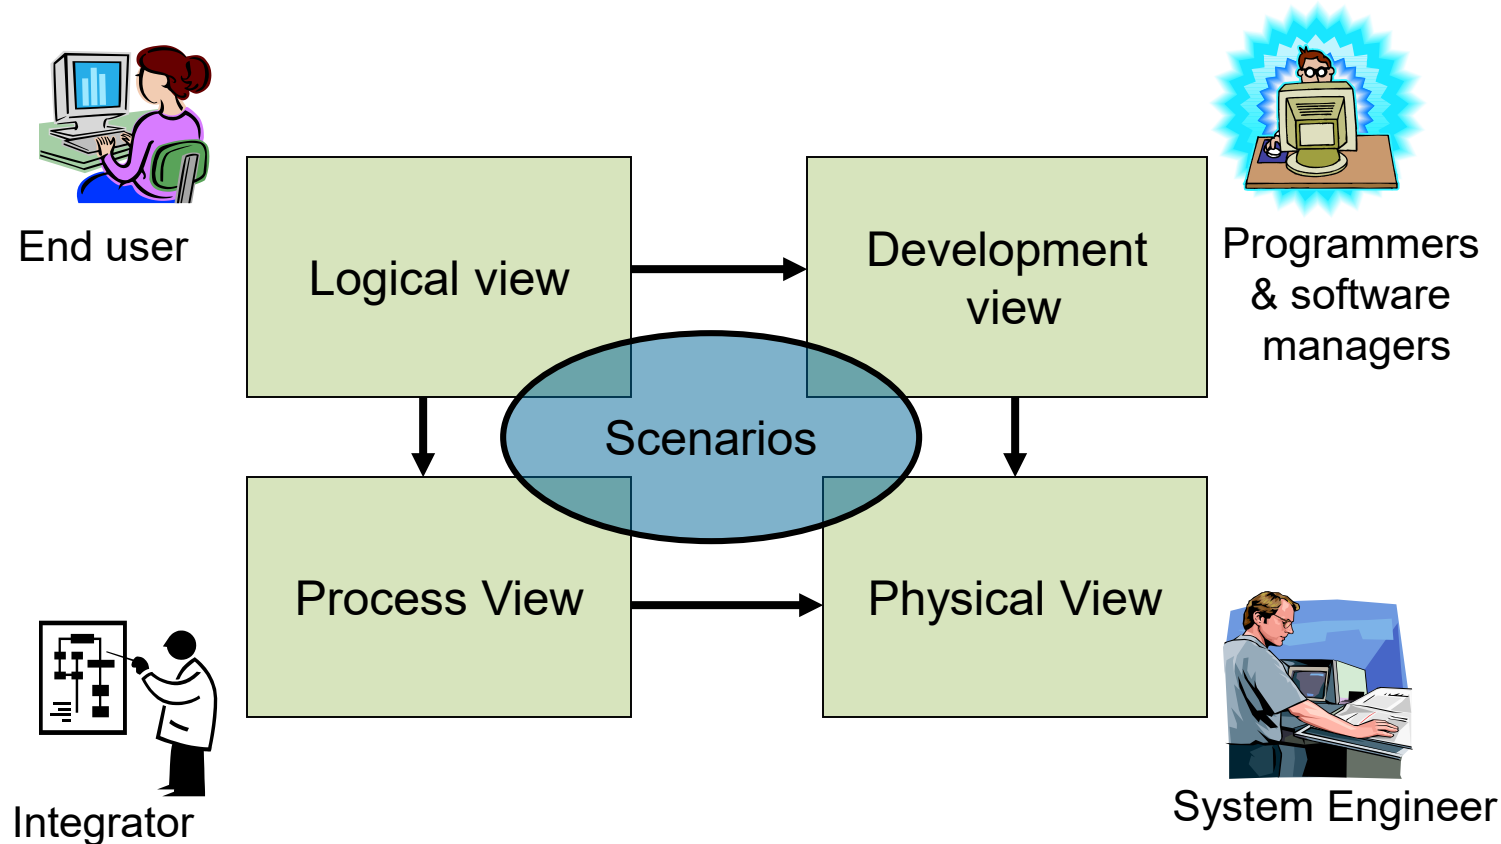 End user
Logical view
Development
view
Programmers
& software
managers
Scenarios
Process View
Physical View
Integrator
System Engineer